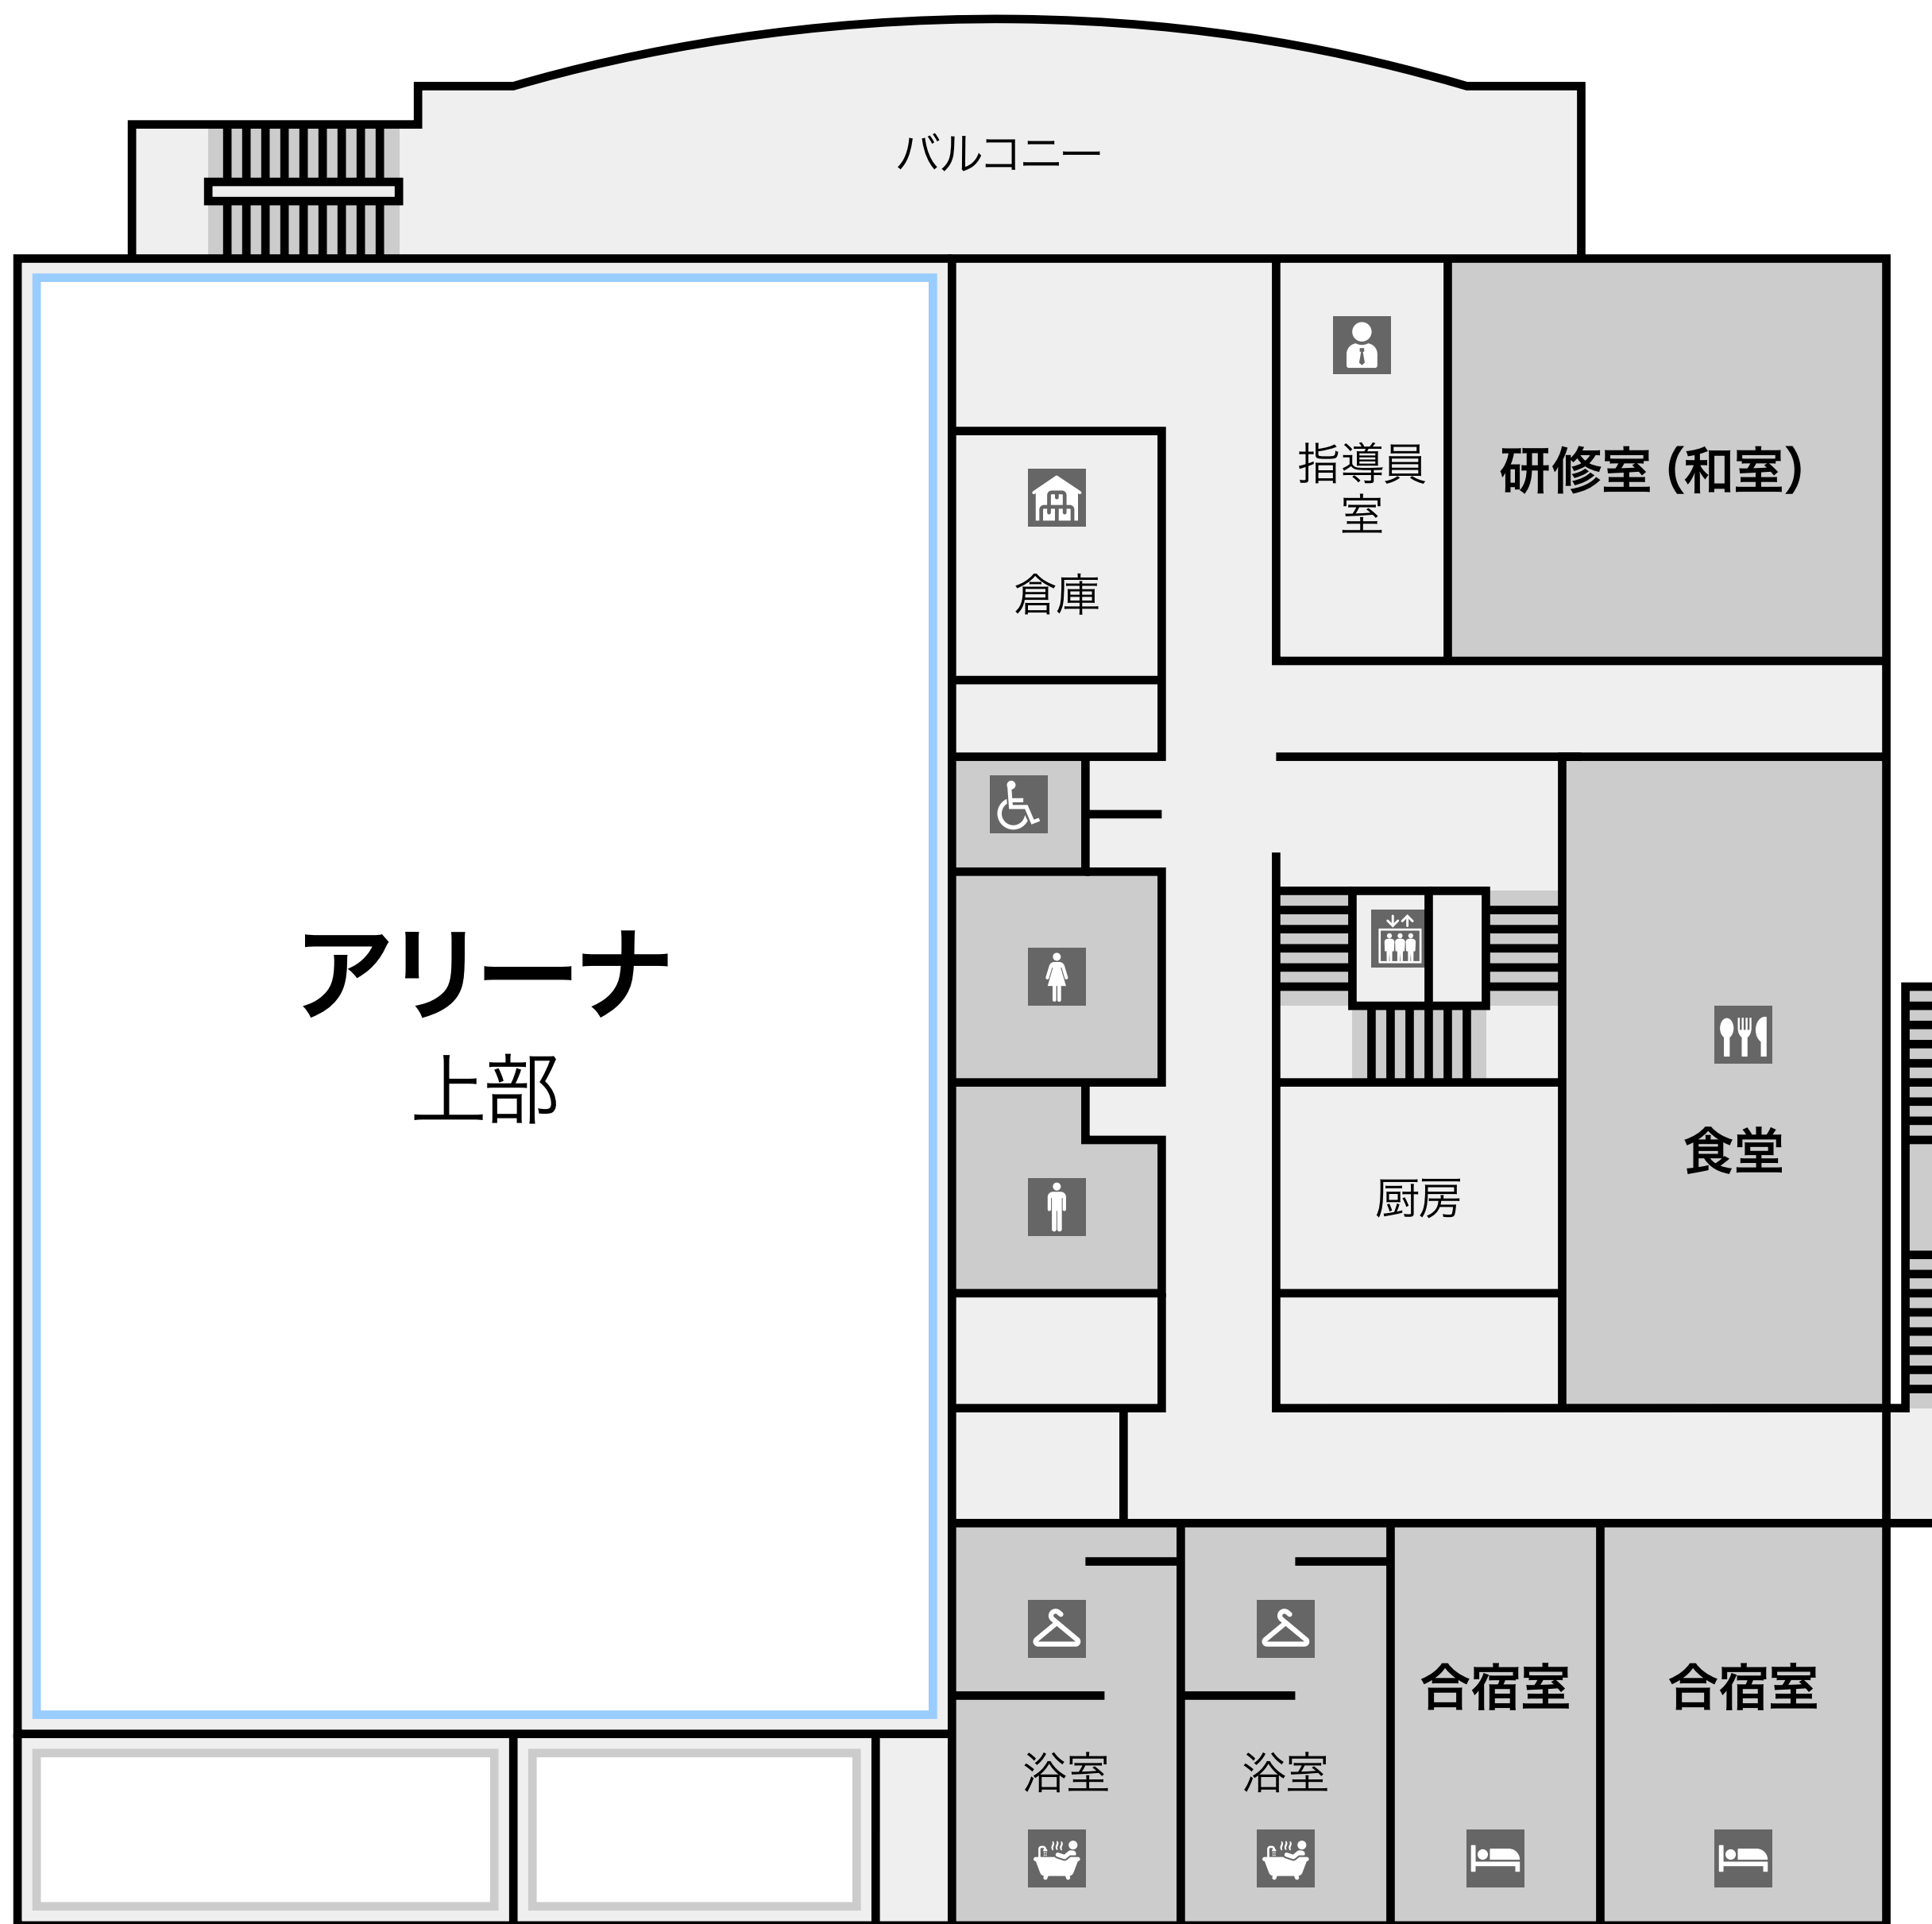 バルコニー
指導員
室
研修室(和室)
倉庫
アリーナ
上部
食堂
厨房
合宿室
合宿室
浴室
浴室